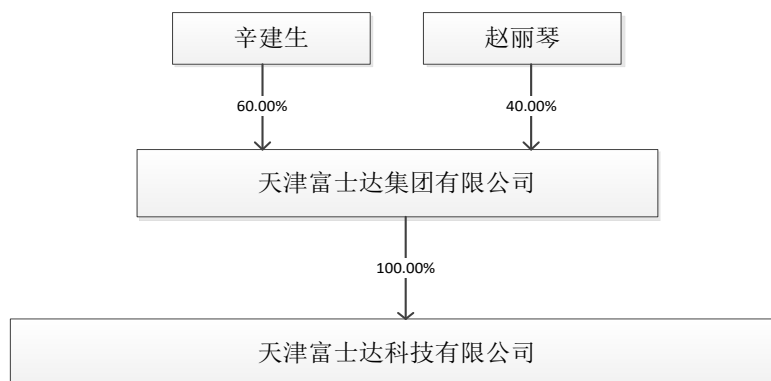 辛建生
赵丽琴
60.00%
40.00%
天津富士达集团有限公司
100.00%
天津富士达科技有限公司